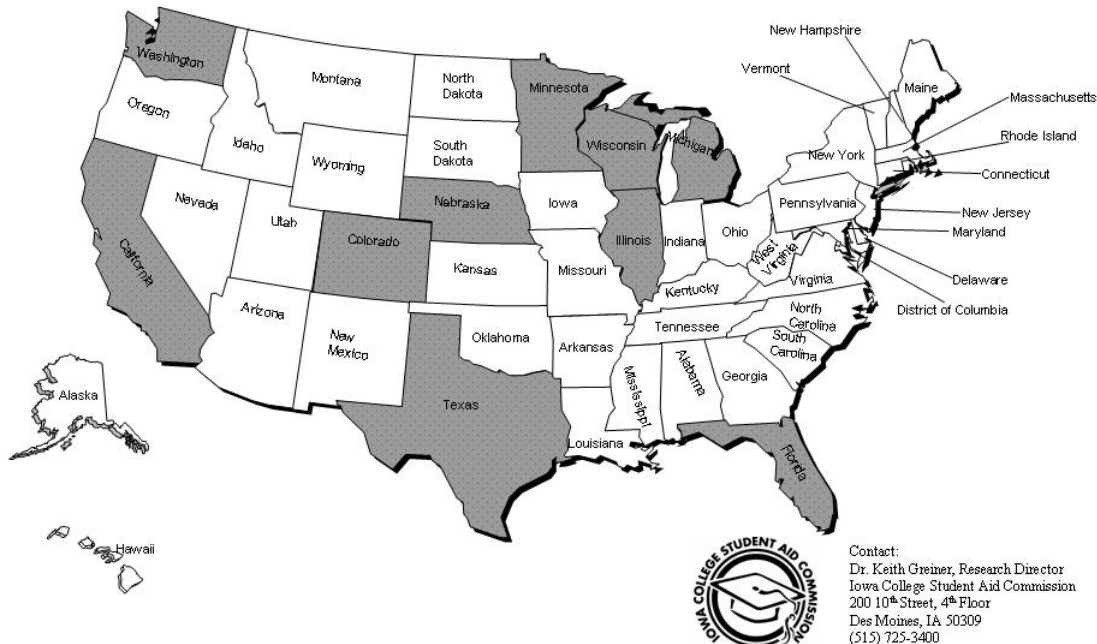 New Hampshire
Washington
Vermont
Montana
North
Dakota
Minnesota
Maine
Massachusetts
Oregon
Idaho
Wyoming
South
Dakota
Wisconsin
Michigan
New York
Rhode Island
Connecticut
Nevada
Utah
Colorado
Nebraska
Iowa
Illinois
Indiana
Ohio
Pennsylvania
New Jersey
Maryland
West
Virginia
Virginia
Delaware
District of Columbia
California
Kansas
Missouri
Kentucky
Arizona
New
Mexico
Oklahoma
Arkansas
Tennessee
North
Carolina
South
Carolina
Alaska
Texas
Louisiana
Mississippi
Alabama
Georgia
Florida
Hawaii
IOWA COLLEGE STUDENT AID COMMISSION
Contact:
Dr. Keith Greiner, Research Director
Iowa College Student Aid Commission
200 10th Street, 4th Floor
Des Moines, IA 50309
(515) 725-3400